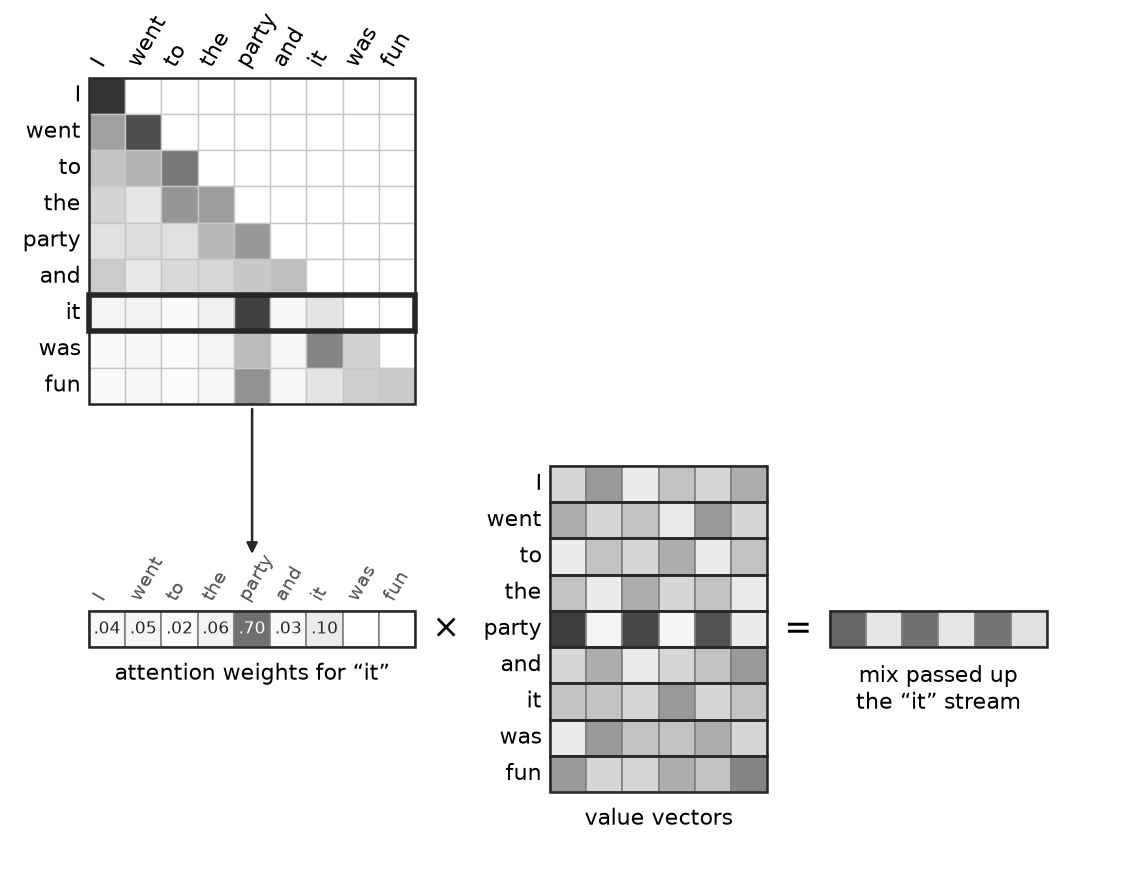 I went to the party and it was fun
I
went
to
the
party
and
it
was
fun
I went to the party and it was fun
.04 .05 .02 .06 .70 .03 .10
attention weights for “it”
×
I
went
to
the
party
and
it
was
fun
value vectors
=
mix passed up
the “it” stream